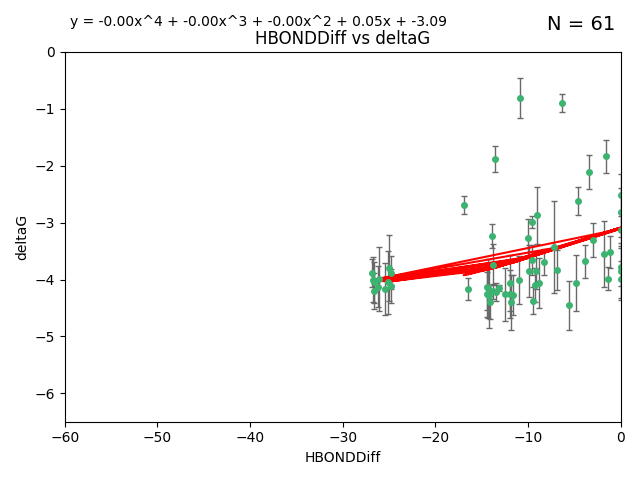 y = -0.00x^4 + -0.00x^3 + -0.00x^2 + 0.05x + -3.09
N = 61
HBONDDiff vs deltaG
deltaG
0
−1
−2
−3
−4
−5
−6
−60 −50 −40 −30 −20 −10 0
HBONDDiff